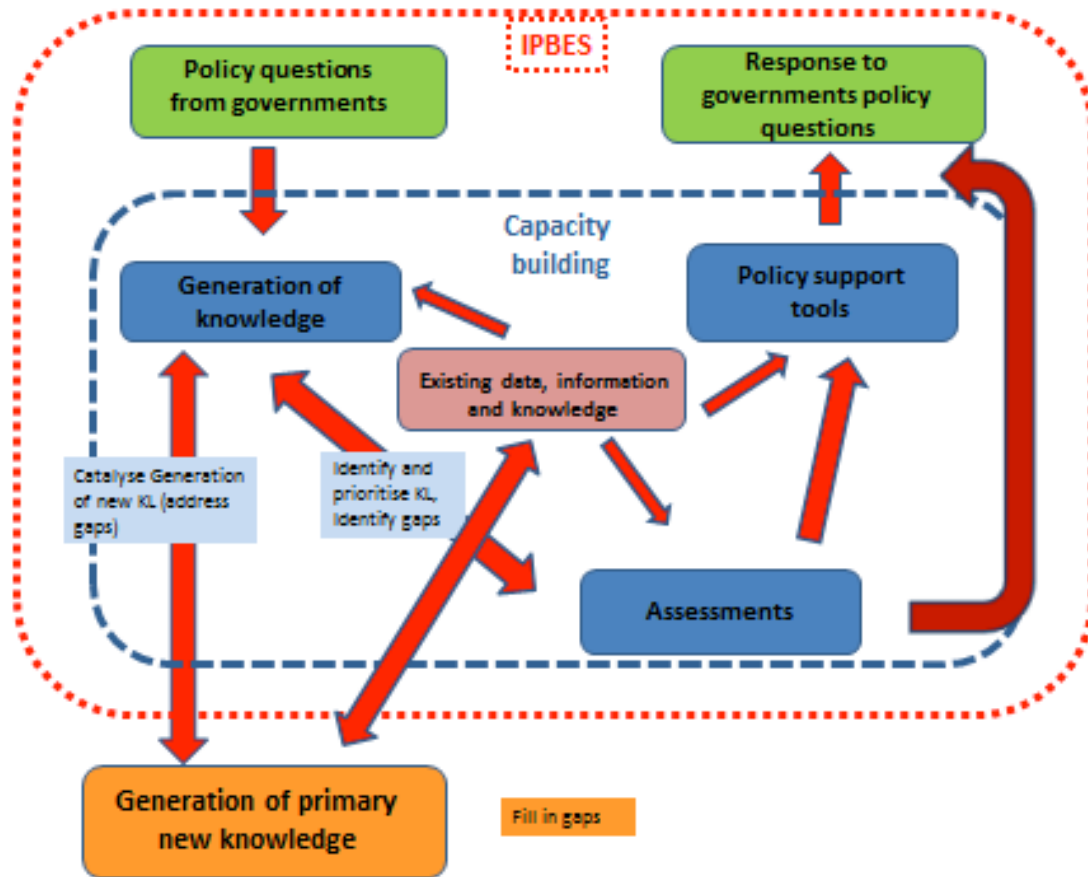 IPBES
Policy questions
from governments
Response to
governments policy
questions
Capacity
building
Generation of
knowledge
Policy support
tools
Existing data, information
and knowledge
Catalyse Generation
of new KL (address
gaps)
Identify and
prioritise KL,
Identify gaps
Assessments
Generation of primary
new knowledge
Fill in gaps